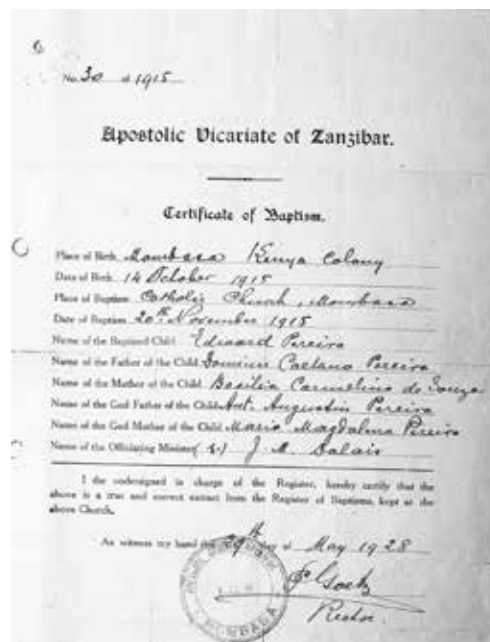 6
No. 30 of 1915
Apostolic Vicariate of Zanzibar.
Certificate of Baptism.
Place of Birth Mombasa Kenya Colony
Date of Birth 14 October 1915
Place of Baptism Catholic Church, Mombasa
Date of Baptism 20th November 1915
Name of the Baptised Child Edward Pereira
Name of the Father of the Child Domini Caetano Pereira
Name of the Mother of the Child Basilia Carmelina de Souza
Name of the God Father of the Child Ant. Augustin Pereira
Name of the God Mother of the Child Maria Magdalina Pereira
Name of the Officiating Minister (s.) J. M. Balais
I the undersigned in charge of the Register, hereby certify that the
above is a true and correct extract from the Register of Baptisms, kept at the
above Church.
As witness my hand this 29th day of May 1928
P Goetz
Rector.
MOMBASA